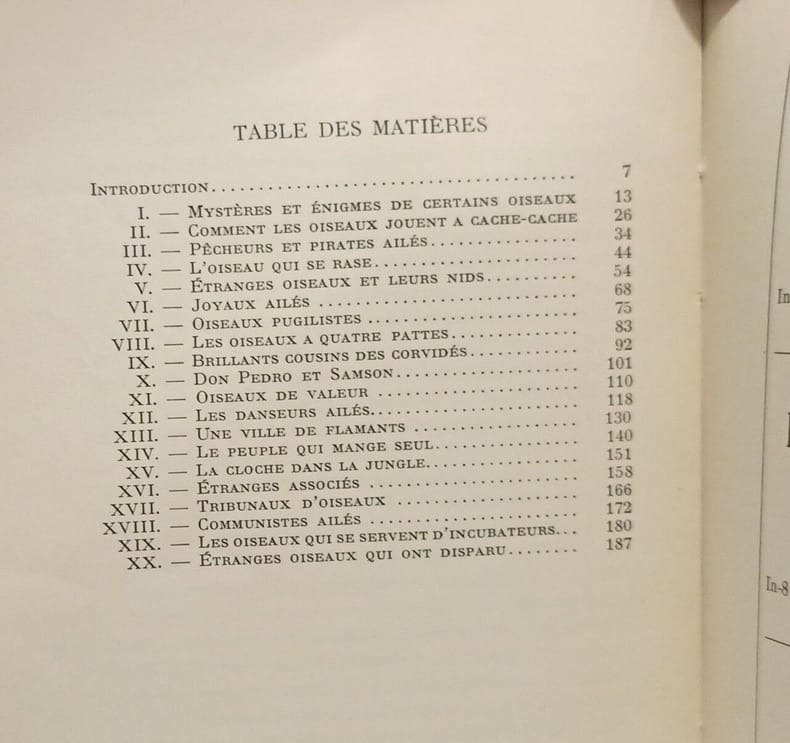 TABLE DES MATIÈRES
INTRODUCTION........................................ 7
I. — MYSTÈRES ET ÉNIGMES DE CERTAINS OISEAUX 13
II. — COMMENT LES OISEAUX JOUENT A CACHE-CACHE 26
III. — PÊCHEURS ET PIRATES AILÉS................ 34
IV. — L'OISEAU QUI SE RASE...................... 44
V. — ÉTRANGES OISEAUX ET LEURS NIDS.......... 54
VI. — JOYAUX AILÉS ............................ 68
VII. — OISEAUX PUGILISTES ....................... 75
VIII. — LES OISEAUX A QUATRE PATTES.............. 83
IX. — BRILLANTS COUSINS DES CORVIDÉS............ 92
X. — DON PEDRO ET SAMSON.................... 101
XI. — OISEAUX DE VALEUR ...................... 110
XII. — LES DANSEURS AILÉS....................... 118
XIII. — UNE VILLE DE FLAMANTS .................. 130
XIV. — LE PEUPLE QUI MANGE SEUL................ 140
XV. — LA CLOCHE DANS LA JUNGLE................. 151
XVI. — ÉTRANGES ASSOCIÉS ....................... 158
XVII. — TRIBUNAUX D'OISEAUX .................... 166
XVIII. — COMMUNISTES AILÉS ...................... 172
XIX. — LES OISEAUX QUI SE SERVENT D'INCUBATEURS... 180
XX. — ÉTRANGES OISEAUX QUI ONT DISPARU........ 187
In-8